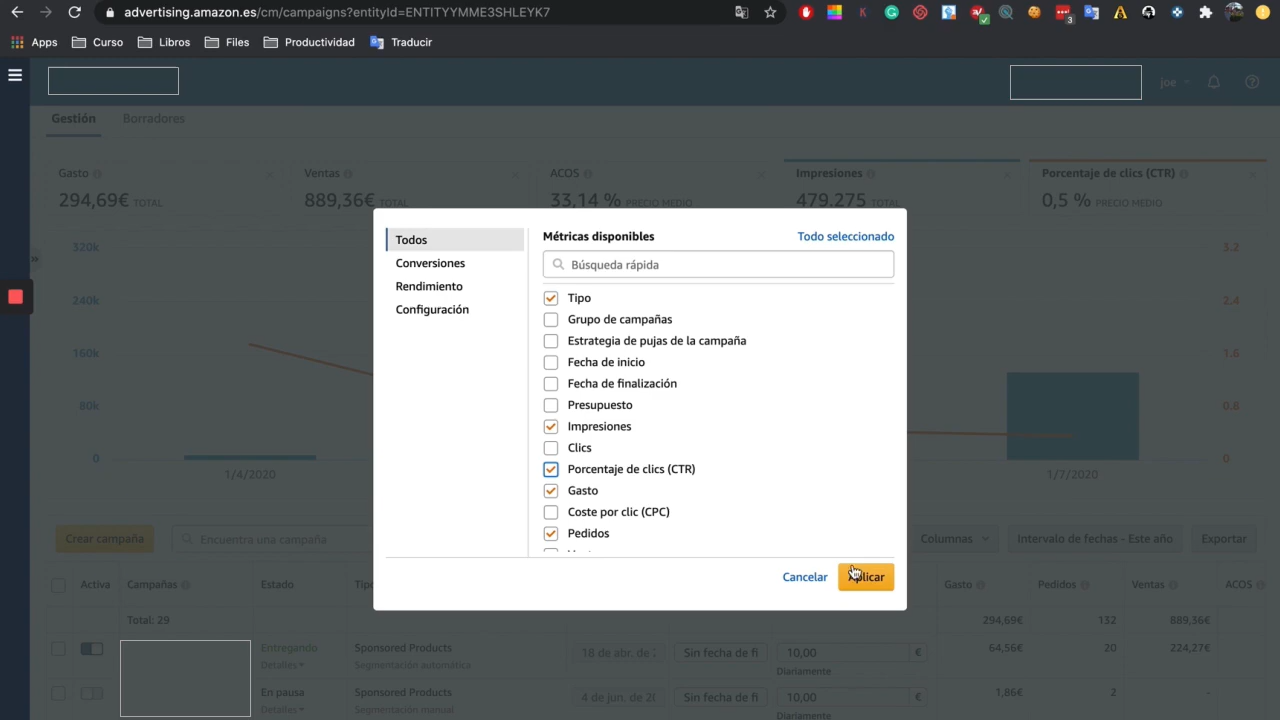 advertising.amazon.es/cm/campaigns?entityId=ENTITYYMME3SHLEYK7
Apps Curso Libros Files Productividad Traducir
joe
Gestión Borradores
Gasto Ventas ACOS Impresiones Porcentaje de clics (CTR)
294,69€ TOTAL 889,36€ TOTAL 33,14 % PRECIO MEDIO 479.275 TOTAL 0,5 % PRECIO MEDIO
Todos
Conversiones
Rendimiento
Configuración
Métricas disponibles Todo seleccionado
Búsqueda rápida
Tipo
Grupo de campañas
Estrategia de pujas de la campaña
Fecha de inicio
Fecha de finalización
Presupuesto
Impresiones
Clics
Porcentaje de clics (CTR)
Gasto
Coste por clic (CPC)
Pedidos
Cancelar Aplicar
320k 3.2
240k 2.4
160k 1.6
80k 0.8
0 0
1/4/2020 1/7/2020
Crear campaña Encuentra una campaña Columnas Intervalo de fechas - Este año Exportar
Activa Campañas Estado Gasto Pedidos Ventas ACOS
Total: 29 294,69€ 132 889,36€
Entregando Sponsored Products 18 de abr. de Sin fecha de fi 10,00 € 64,56€ 20 224,27€
Detalles Segmentación automática Diariamente
En pausa Sponsored Products 4 de jun. de Sin fecha de fi 10,00 € 1,86€ 2 -
Detalles Segmentación manual Diariamente